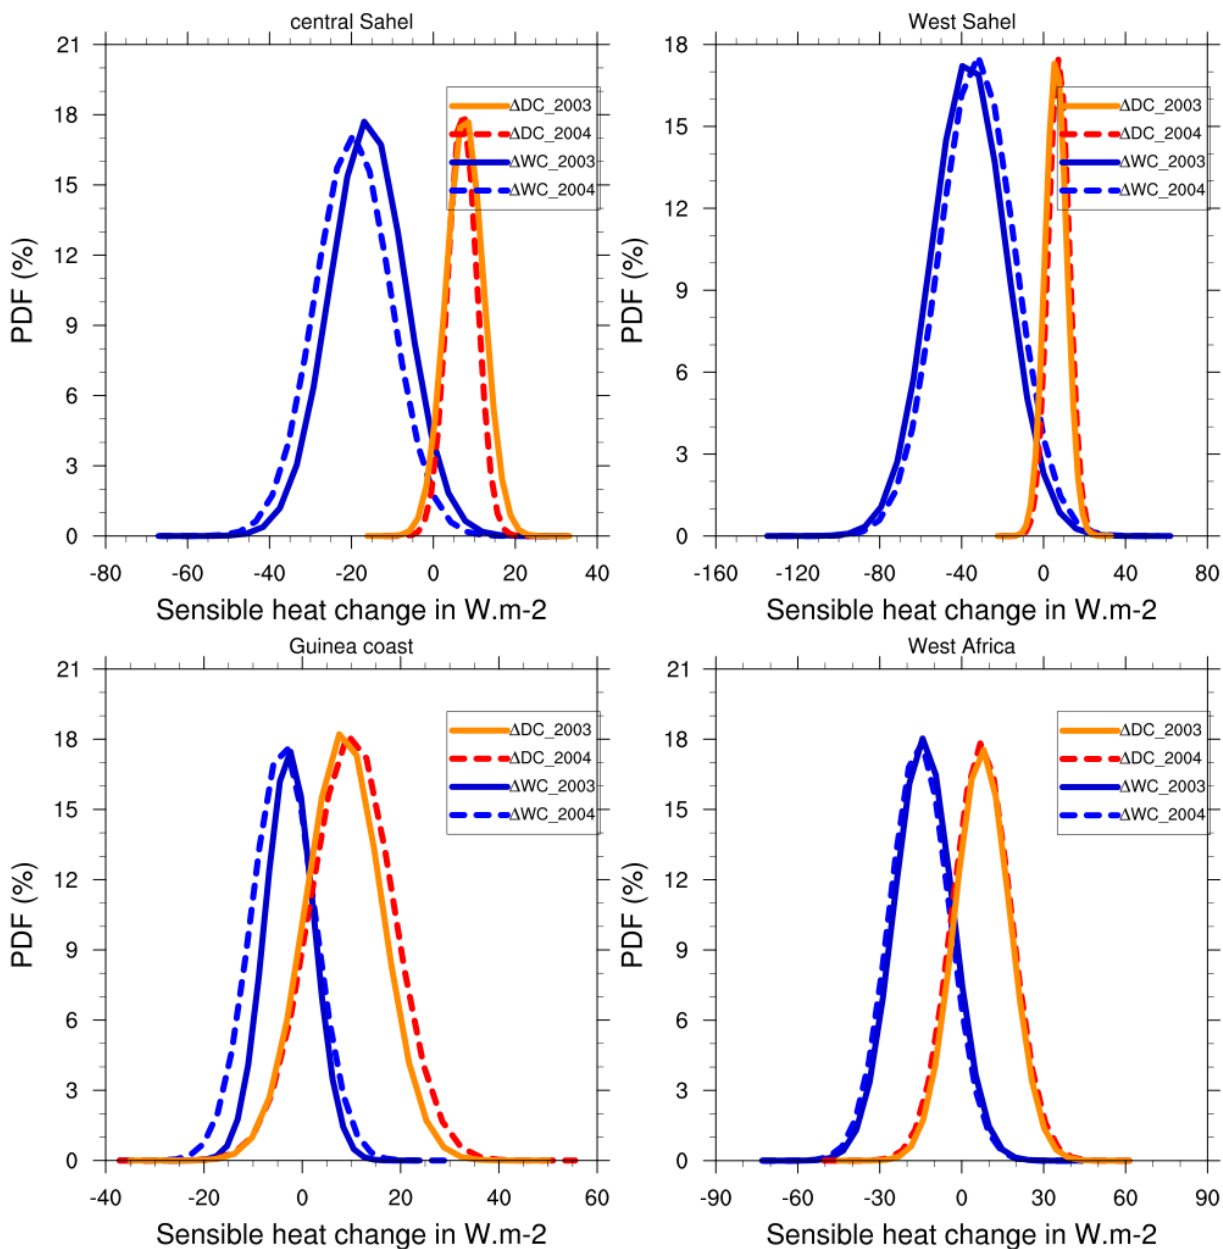 central Sahel
21
18
15
12
9
6
3
0
PDF (%)
-80 -60 -40 -20 0 20 40
Sensible heat change in W.m-2
ΔDC_2003
ΔDC_2004
ΔWC_2003
ΔWC_2004
West Sahel
18
15
12
9
6
3
0
PDF (%)
-160 -120 -80 -40 0 40 80
Sensible heat change in W.m-2
ΔDC_2003
ΔDC_2004
ΔWC_2003
ΔWC_2004
Guinea coast
21
18
15
12
9
6
3
0
PDF (%)
-40 -20 0 20 40 60
Sensible heat change in W.m-2
ΔDC_2003
ΔDC_2004
ΔWC_2003
ΔWC_2004
West Africa
21
18
15
12
9
6
3
0
PDF (%)
-90 -60 -30 0 30 60 90
Sensible heat change in W.m-2
ΔDC_2003
ΔDC_2004
ΔWC_2003
ΔWC_2004